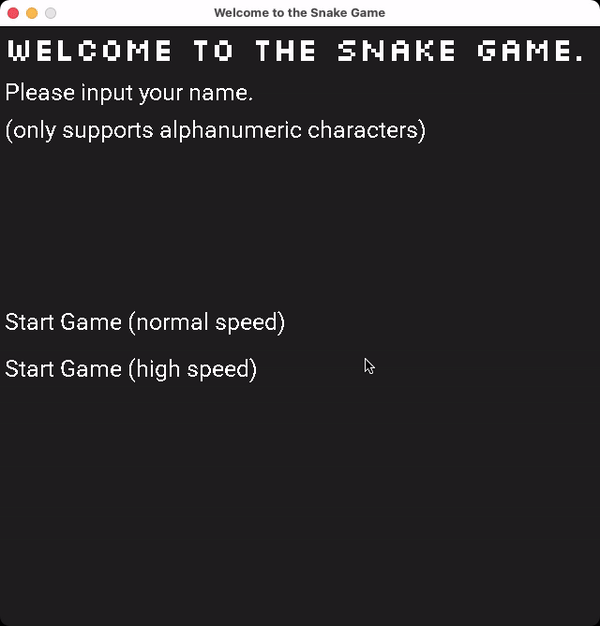 Welcome to the Snake Game
WELCOME TO THE SNAKE GAME.
Please input your name.
(only supports alphanumeric characters)
Start Game (normal speed)
Start Game (high speed)